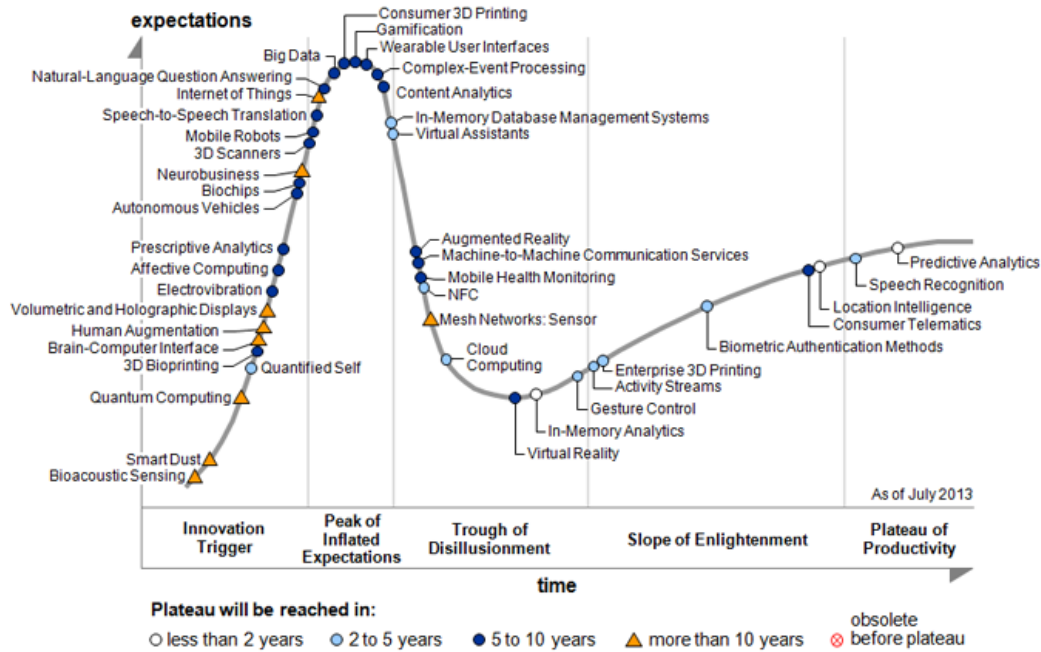 expectations
Consumer 3D Printing
Gamification
Wearable User Interfaces
Big Data
Complex-Event Processing
Natural-Language Question Answering
Content Analytics
Internet of Things
In-Memory Database Management Systems
Speech-to-Speech Translation
Virtual Assistants
Mobile Robots
3D Scanners
Neurobusiness
Biochips
Autonomous Vehicles
Augmented Reality
Prescriptive Analytics
Machine-to-Machine Communication Services
Affective Computing
Mobile Health Monitoring
Electrovibration
NFC
Volumetric and Holographic Displays
Mesh Networks: Sensor
Human Augmentation
Brain-Computer Interface
3D Bioprinting
Quantified Self
Cloud
Computing
Quantum Computing
Smart Dust
Bioacoustic Sensing
Predictive Analytics
Speech Recognition
Location Intelligence
Consumer Telematics
Biometric Authentication Methods
Enterprise 3D Printing
Activity Streams
Gesture Control
In-Memory Analytics
Virtual Reality
As of July 2013
Innovation
Trigger
Peak of
Inflated
Expectations
Trough of
Disillusionment
Slope of Enlightenment
Plateau of
Productivity
time
Plateau will be reached in:
less than 2 years
2 to 5 years
5 to 10 years
more than 10 years
obsolete
before plateau